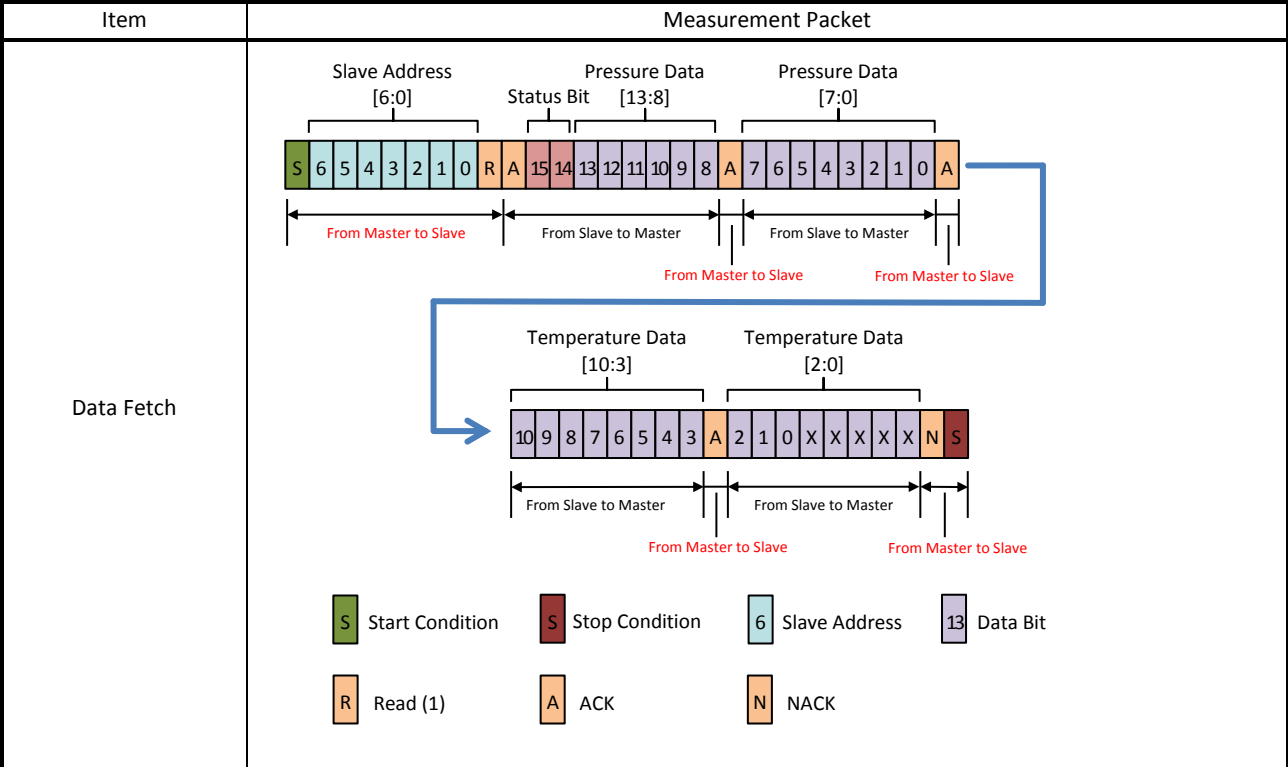 Item Measurement Packet
Slave Address Pressure Data Pressure Data
[6:0] Status Bit [13:8] [7:0]
S 6 5 4 3 2 1 0 R A 15 14 13 12 11 10 9 8 A 7 6 5 4 3 2 1 0 A
From Master to Slave From Slave to Master From Slave to Master
From Master to Slave From Master to Slave
Temperature Data Temperature Data
[10:3] [2:0]
Data Fetch
10 9 8 7 6 5 4 3 A 2 1 0 X X X X X N S
From Slave to Master From Slave to Master
From Master to Slave From Master to Slave
S Start Condition S Stop Condition 6 Slave Address 13 Data Bit
R Read (1) A ACK N NACK